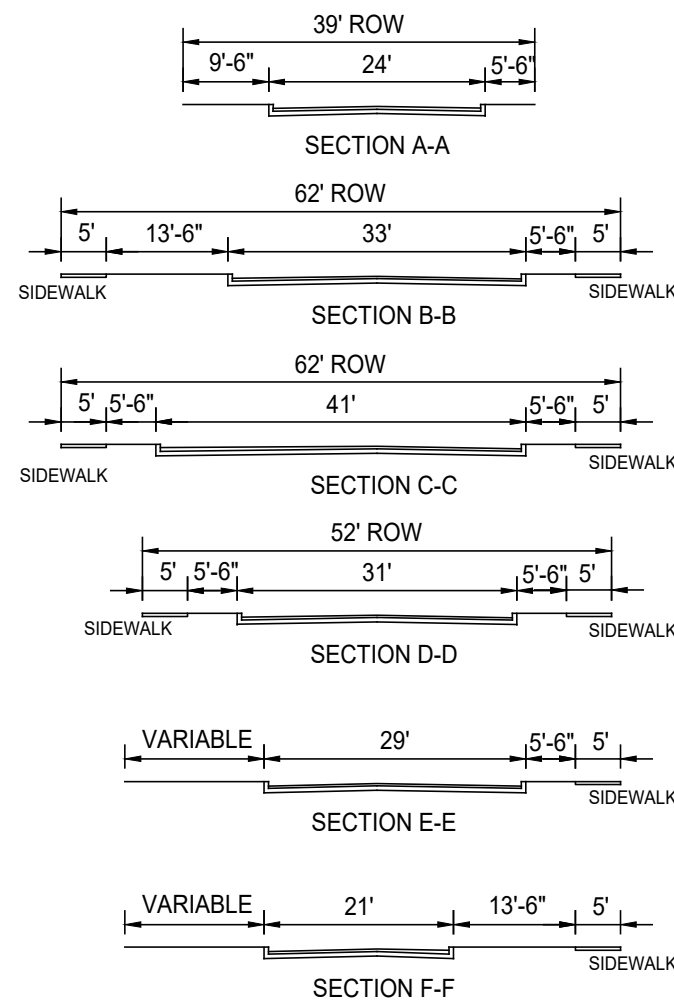 39' ROW
9'-6" 24' 5'-6"
SECTION A-A
62' ROW
5' 13'-6" 33' 5'-6" 5'
SIDEWALK SIDEWALK
SECTION B-B
62' ROW
5' 5'-6" 41' 5'-6" 5'
SIDEWALK SIDEWALK
SECTION C-C
52' ROW
5' 5'-6" 31' 5'-6" 5'
SIDEWALK SIDEWALK
SECTION D-D
VARIABLE 29' 5'-6" 5'
SIDEWALK
SECTION E-E
VARIABLE 21' 13'-6" 5'
SIDEWALK
SECTION F-F